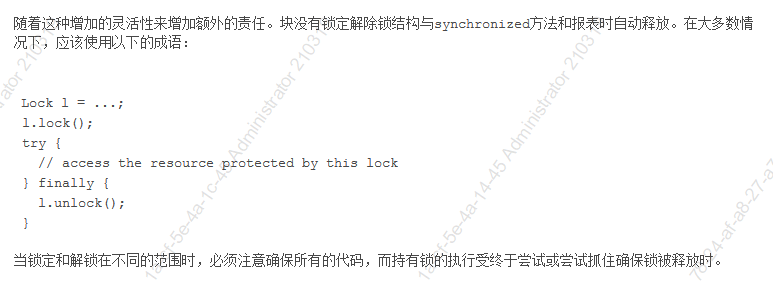 随着这种增加的灵活性来增加额外的责任。块没有锁定解除锁结构与synchronized方法和报表时自动释放。在大多数情
况下，应该使用以下的成语：
Lock l = ...;
l.lock();
try {
// access the resource protected by this lock
} finally {
l.unlock();
}
当锁定和解锁在不同的范围时，必须注意确保所有的代码，而持有锁的执行受终于尝试或尝试抓住确保锁被释放时。